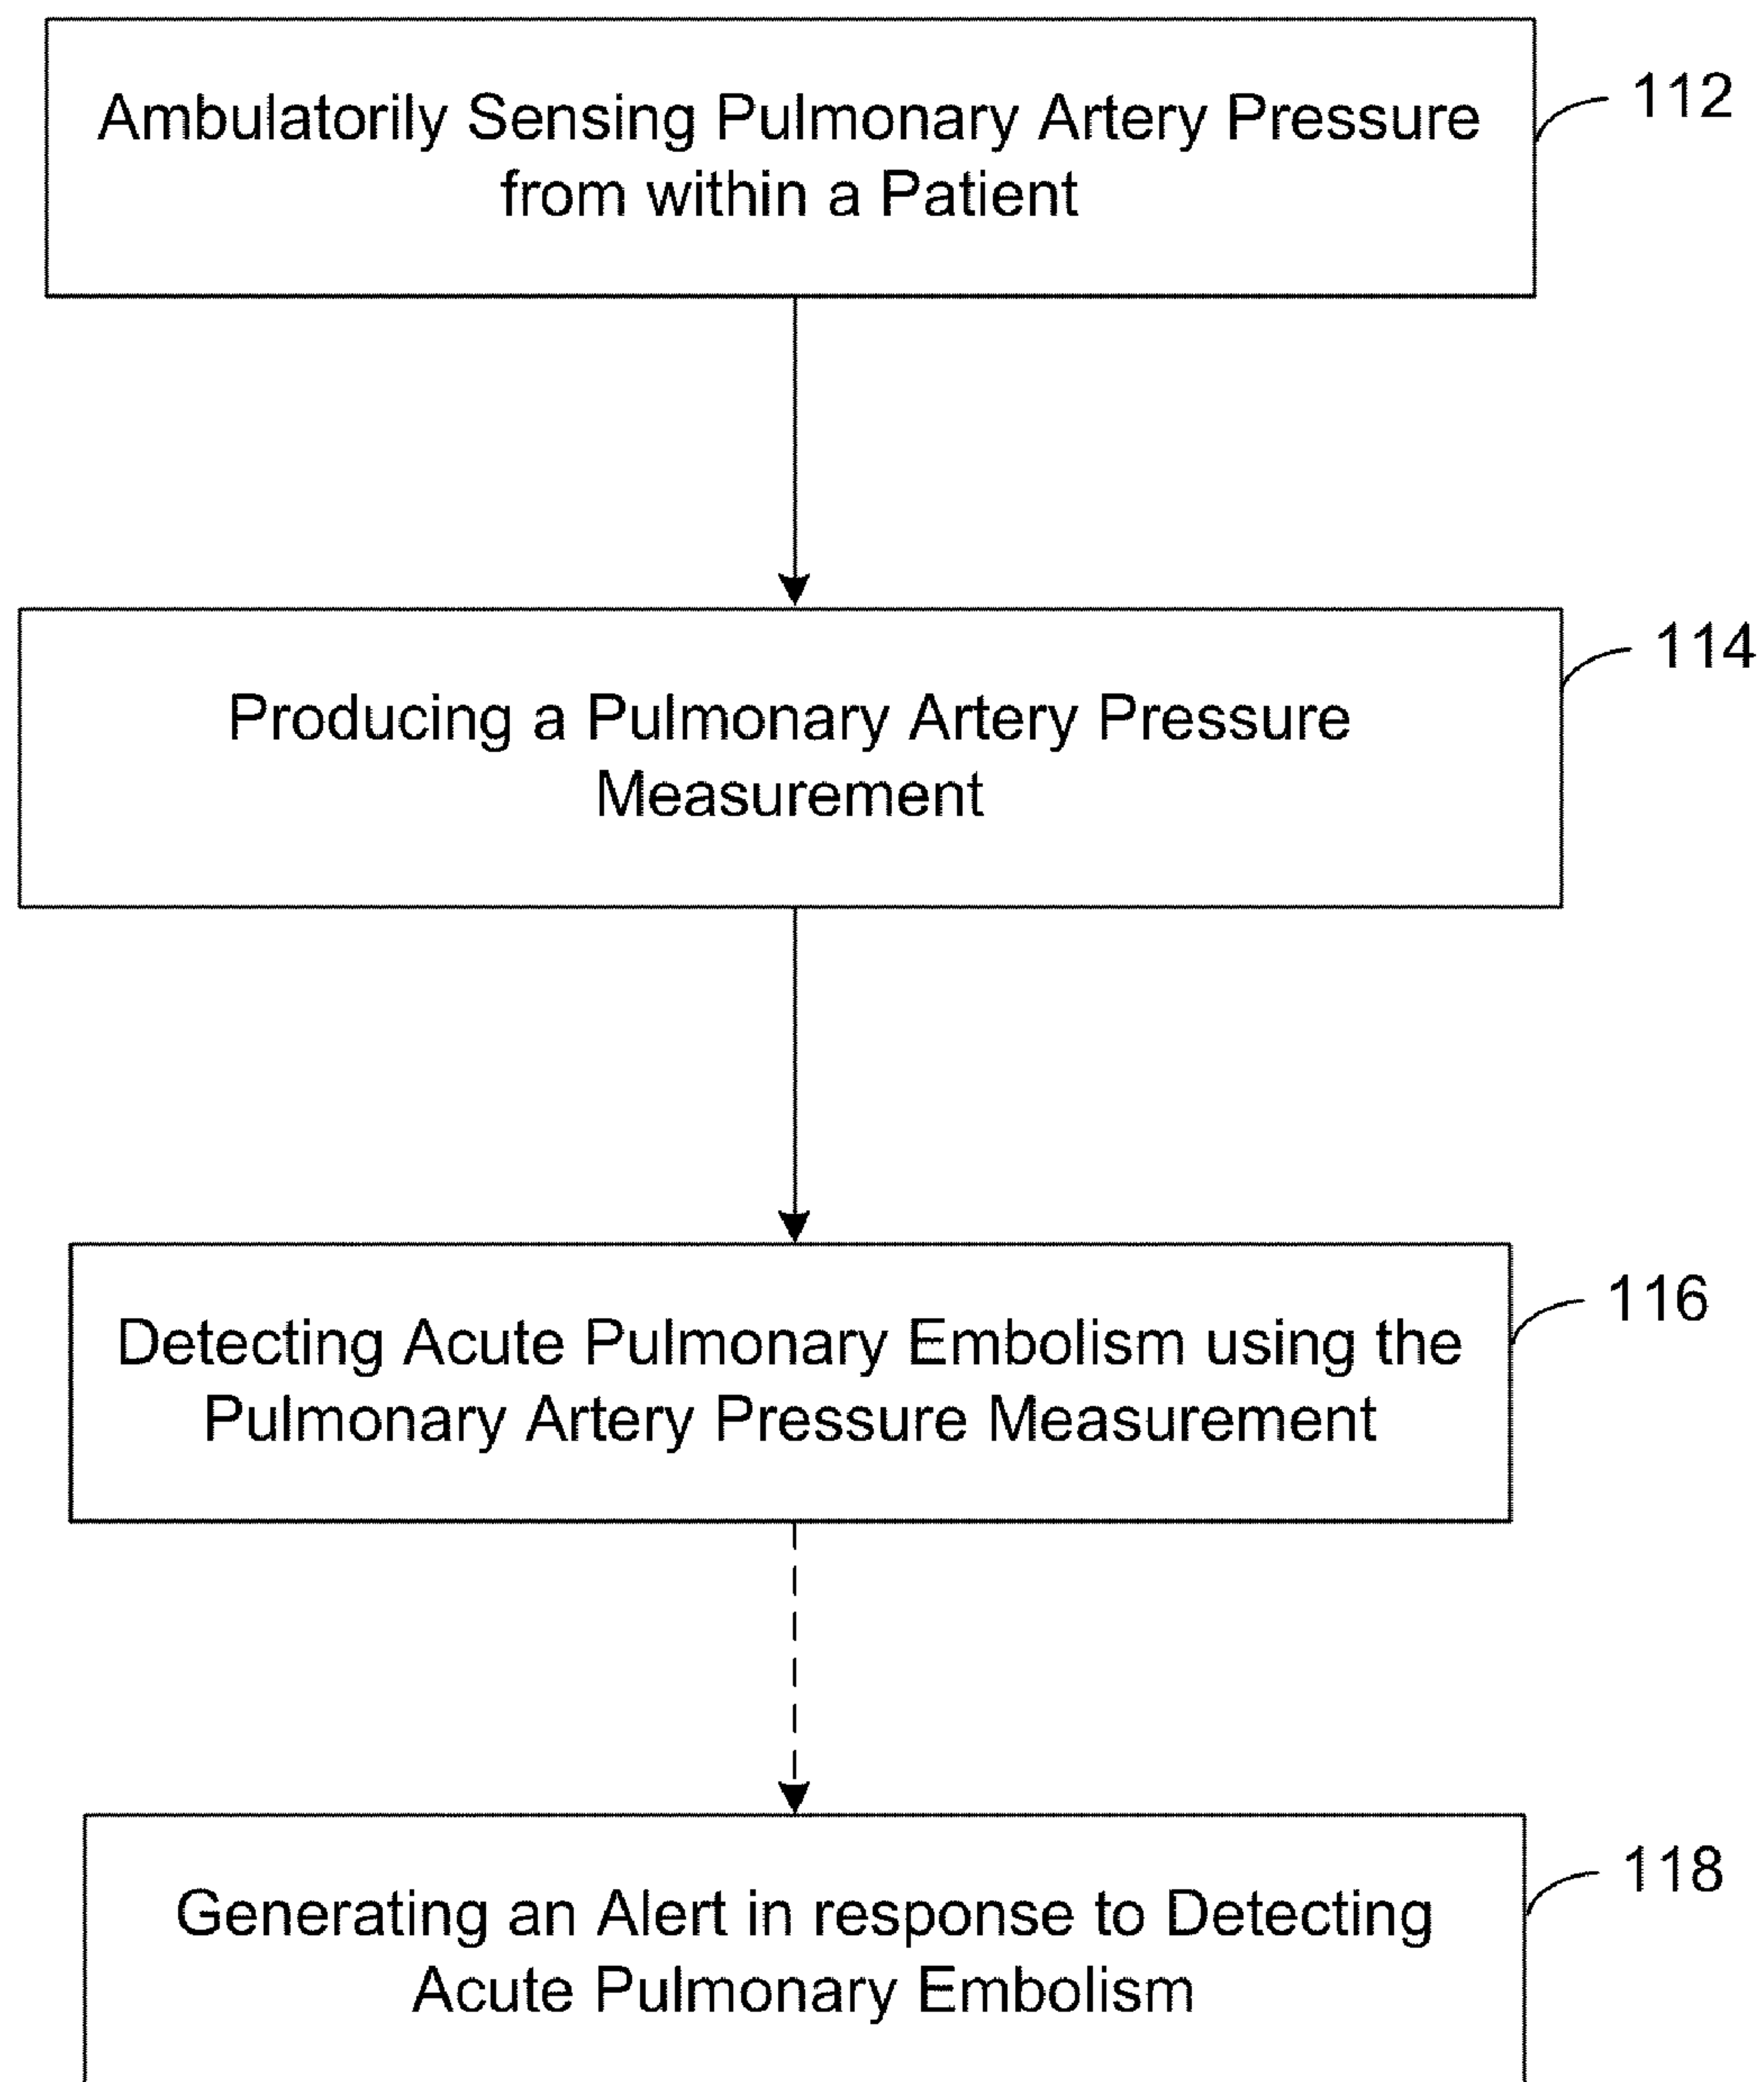 Ambulatorily Sensing Pulmonary Artery Pressure
from within a Patient
112
Producing a Pulmonary Artery Pressure
Measurement
114
Detecting Acute Pulmonary Embolism using the
Pulmonary Artery Pressure Measurement
116
Generating an Alert in response to Detecting
Acute Pulmonary Embolism
118